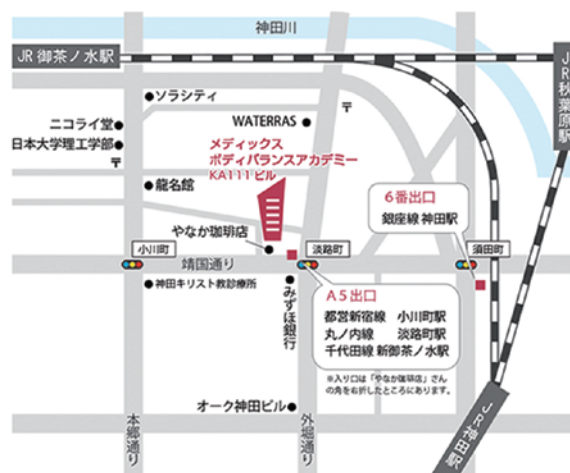 神田川
JR 御茶ノ水駅
JR秋葉原駅
ソラシティ
WATERRAS
〒
ニコライ堂
日本大学理工学部
〒
メディックス
ボディバランスアカデミー
KA111 ビル
龍名館
6番出口
銀座線 神田駅
やなか珈琲店
小川町
淡路町
須田町
靖国通り
神田キリスト教診療所
みずほ銀行
A5出口
都営新宿線 小川町駅
丸ノ内線 淡路町駅
千代田線 新御茶ノ水駅
※入り口は「やなか珈琲店」さん
の角を右折したところにあります。
オーク神田ビル
本郷通り
外堀通り
JR神田駅